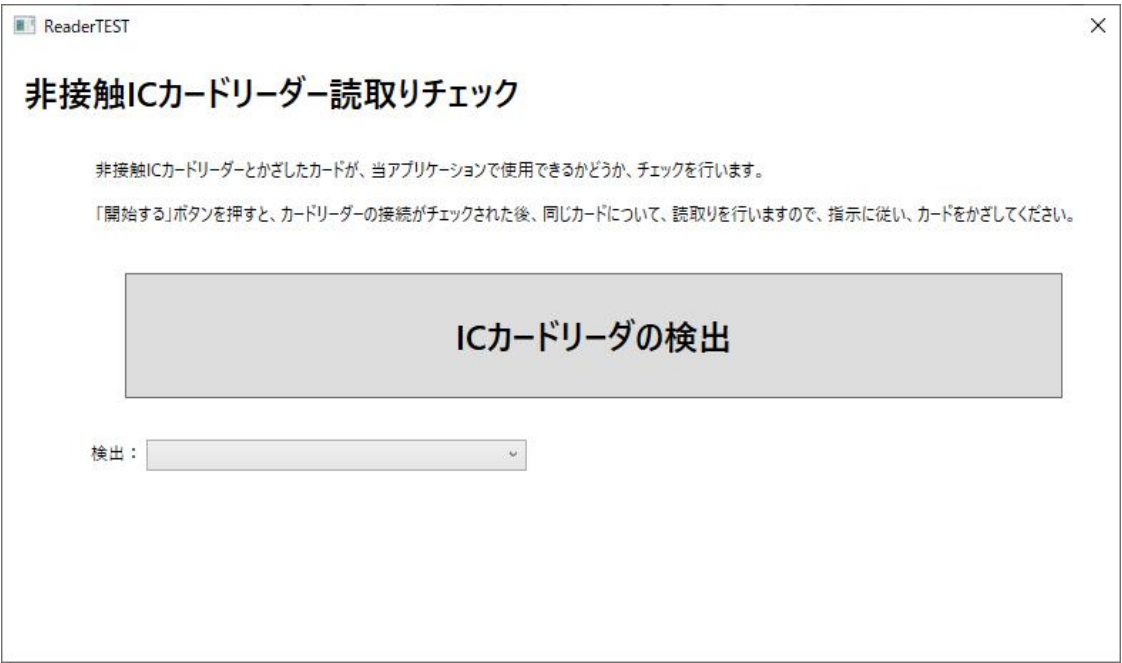 ReaderTEST
非接触ICカードリーダー読取りチェック
非接触ICカードリーダーとかざしたカードが、当アプリケーションで使用できるかどうか、チェックを行います。
「開始する」ボタンを押すと、カードリーダーの接続がチェックされた後、同じカードについて、読取りを行いますので、指示に従い、カードをかざしてください。
ICカードリーダの検出
検出：